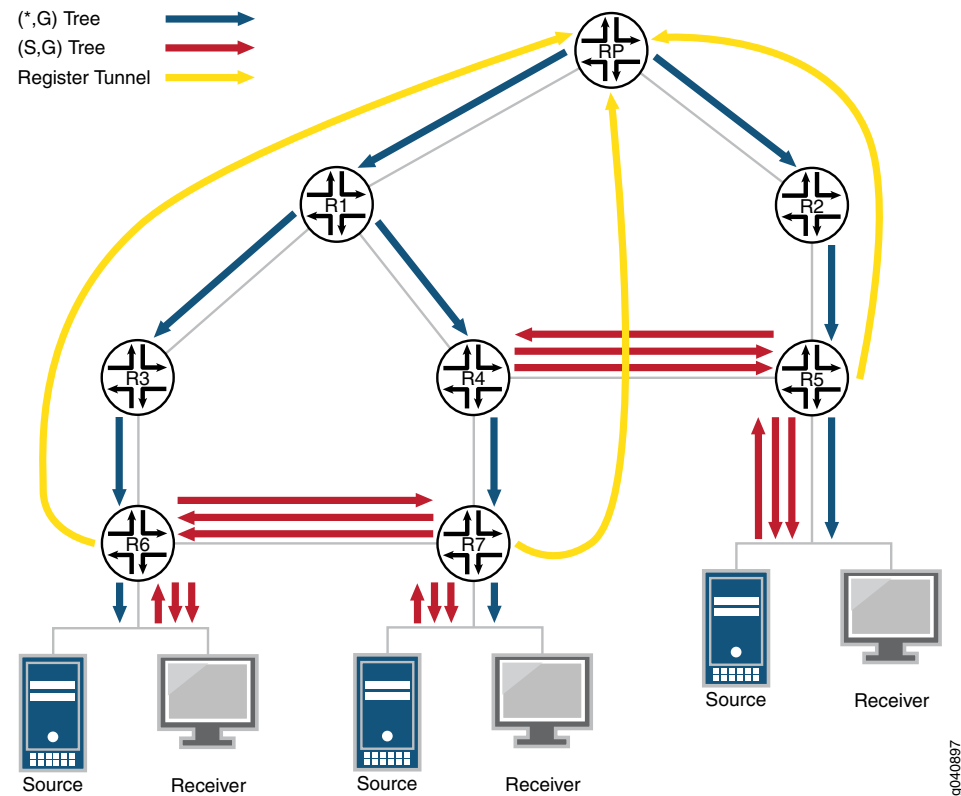 (*,G) Tree
(S,G) Tree
Register Tunnel
RP
R1
R2
R3
R4
R5
R6
R7
Source
Receiver
Source
Receiver
Source
Receiver
g040897